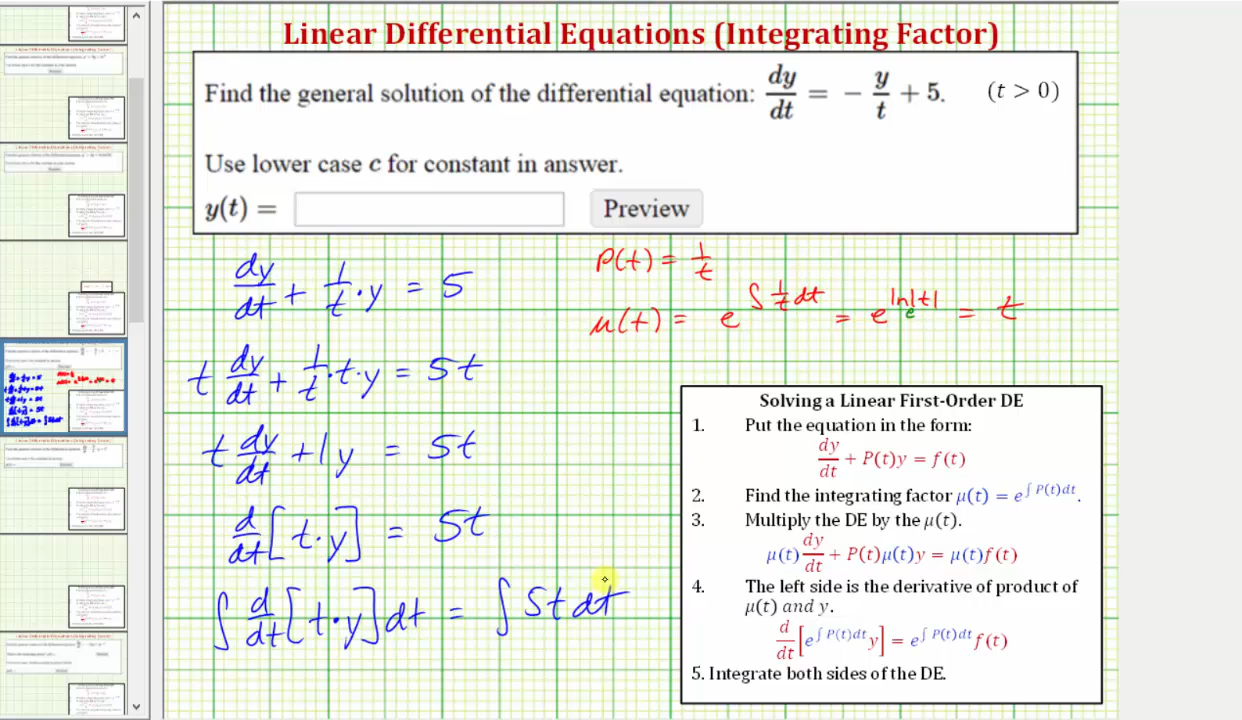 Linear Differential Equations (Integrating Factor)
Find the general solution of the differential equation: dy/dt = − y/t + 5. (t > 0)
Use lower case c for constant in answer.
y(t) =
Preview
dy/dt + 1/t · y = 5
P(t) = 1/t
μ(t) = e^∫ 1/t dt = e^ln|t| = t
e
t dy/dt + 1/t · t · y = 5t
t dy/dt + 1y = 5t
d/dt [t · y] = 5t
∫ d/dt [t · y] dt = ∫ 5t dt
Solving a Linear First-Order DE
1. Put the equation in the form:
dy/dt + P(t)y = f(t)
2. Find the integrating factor μ(t) = e^∫ P(t)dt.
3. Multiply the DE by the μ(t).
μ(t) dy/dt + P(t)μ(t)y = μ(t)f(t)
4. The left side is the derivative of product of
μ(t) and y.
d/dt [e^∫ P(t)dt y] = e^∫ P(t)dt f(t)
5. Integrate both sides of the DE.